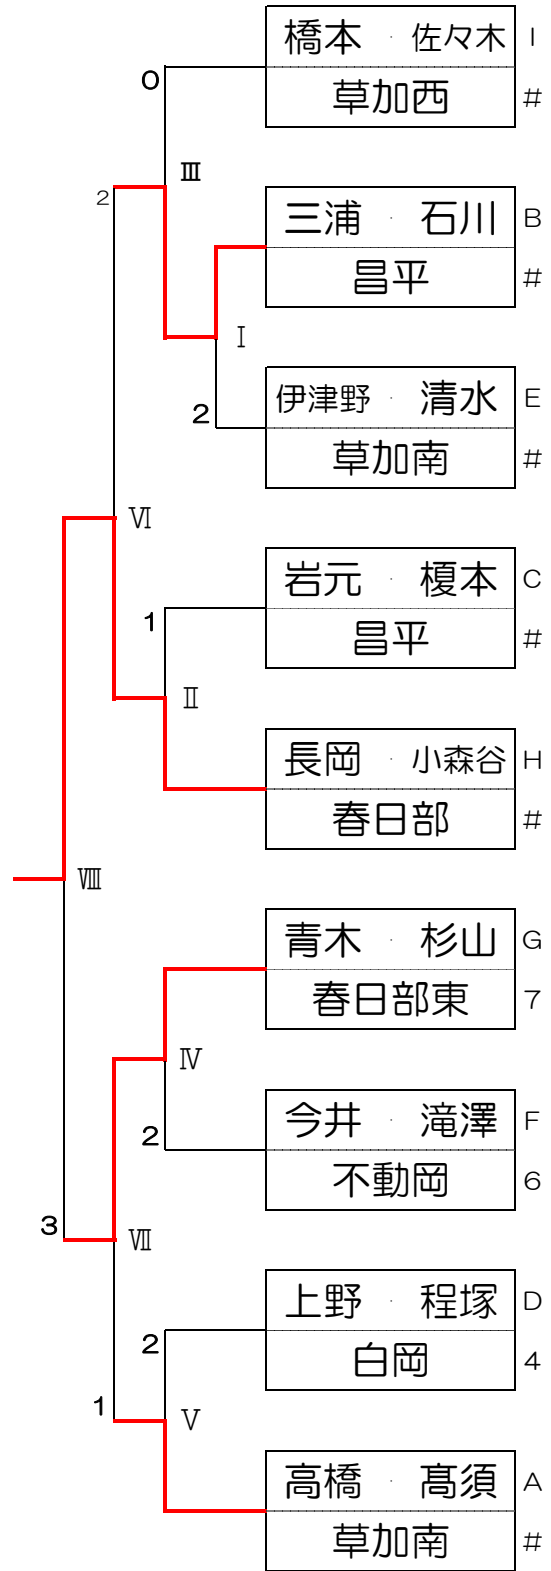 橋本 ・ 佐々木 I
0
草加西 #
Ⅲ
2
三浦 ・ 石川 B
昌平 #
Ⅰ
伊津野 ・ 清水 E
2
草加南 #
Ⅵ
岩元 ・ 榎本 C
1
昌平 #
Ⅱ
長岡 ・ 小森谷 H
春日部 #
Ⅷ
青木 ・ 杉山 G
春日部東 7
Ⅳ
今井 ・ 滝澤 F
2
不動岡 6
3
Ⅶ
上野 ・ 程塚 D
2
白岡 4
1
Ⅴ
高橋 ・ 髙須 A
草加南 #